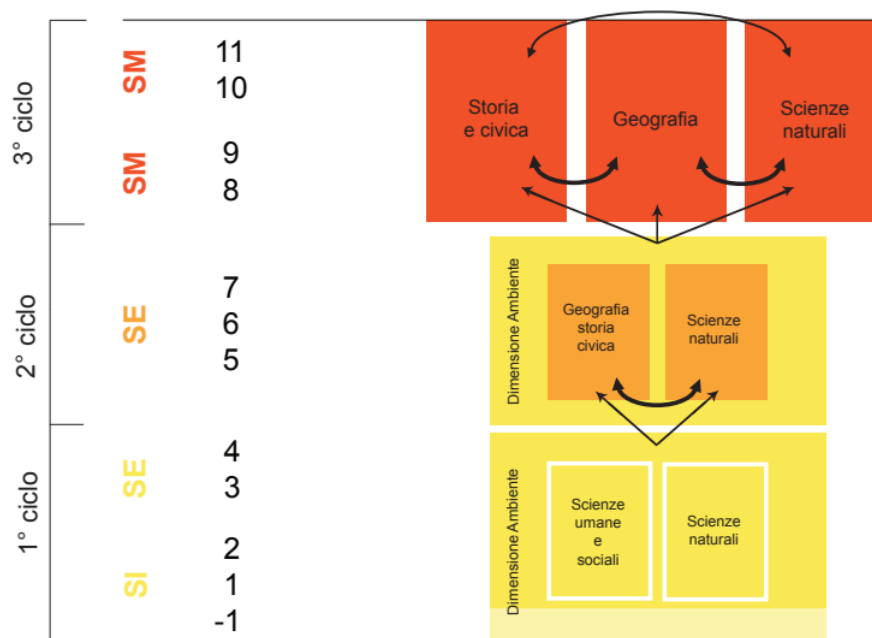 3° ciclo
SM
11
10
SM
9
8
Storia
e civica
Geografia
Scienze
naturali
2° ciclo
SE
7
6
5
Dimensione Ambiente
Geografia
storia
civica
Scienze
naturali
1° ciclo
SE
4
3
SI
2
1
-1
Dimensione Ambiente
Scienze
umane
e
sociali
Scienze
naturali